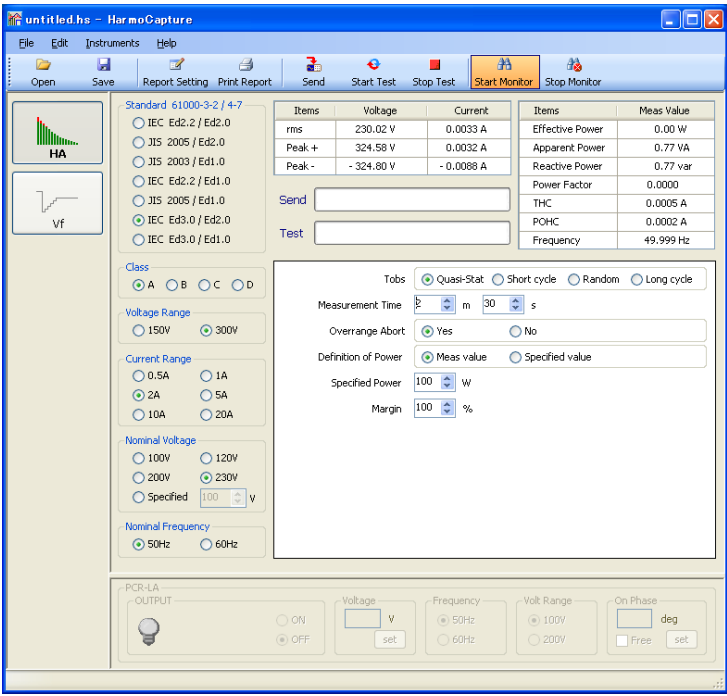 untitled.hs - HarmoCapture
File Edit Instruments Help
Open Save Report Setting Print Report Send Start Test Stop Test Start Monitor Stop Monitor
HA
Vf
Standard 61000-3-2 / 4-7
IEC Ed2.2 / Ed2.0
JIS 2005 / Ed2.0
JIS 2003 / Ed1.0
IEC Ed2.2 / Ed1.0
JIS 2005 / Ed1.0
IEC Ed3.0 / Ed2.0
IEC Ed3.0 / Ed1.0
Class
A B C D
Voltage Range
150V 300V
Current Range
0.5A 1A
2A 5A
10A 20A
Nominal Voltage
100V 120V
200V 230V
Specified 100 V
Nominal Frequency
50Hz 60Hz
Items Voltage Current
rms 230.02 V 0.0033 A
Peak + 324.58 V 0.0032 A
Peak - - 324.80 V - 0.0088 A
Send
Test
Items Meas Value
Effective Power 0.00 W
Apparent Power 0.77 VA
Reactive Power 0.77 var
Power Factor 0.0000
THC 0.0005 A
POHC 0.0002 A
Frequency 49.999 Hz
Tobs Quasi-Stat Short cycle Random Long cycle
Measurement Time 2 m 30 s
Overrange Abort Yes No
Definition of Power Meas value Specified value
Specified Power 100 W
Margin 100 %
PCR-LA
OUTPUT
ON
OFF
Voltage
V
set
Frequency
50Hz
60Hz
Volt Range
100V
200V
On Phase
deg
Free set